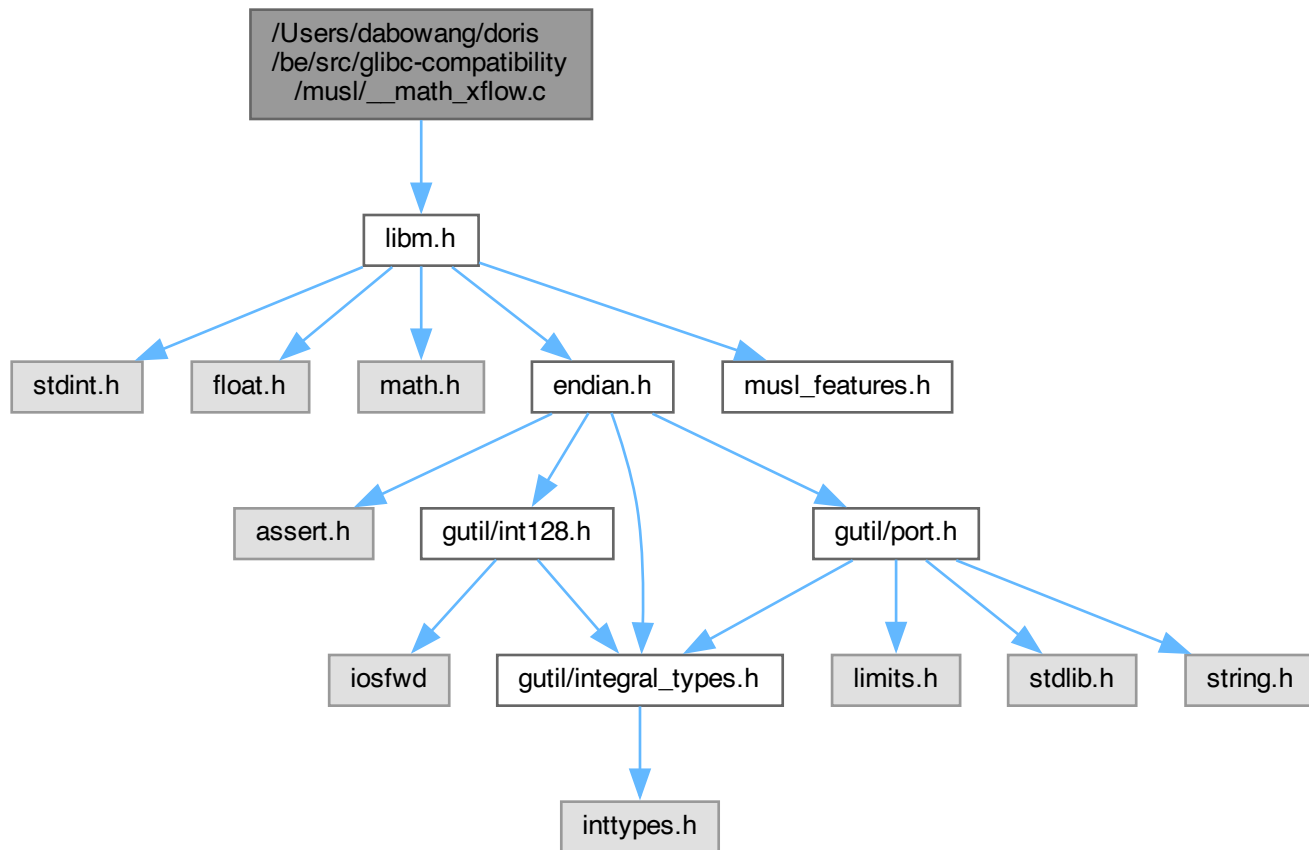 /Users/dabowang/doris
/be/src/glibc-compatibility
/musl/__math_xflow.c
libm.h
stdint.h
float.h
math.h
endian.h
musl_features.h
assert.h
gutil/int128.h
gutil/port.h
iosfwd
gutil/integral_types.h
limits.h
stdlib.h
string.h
inttypes.h